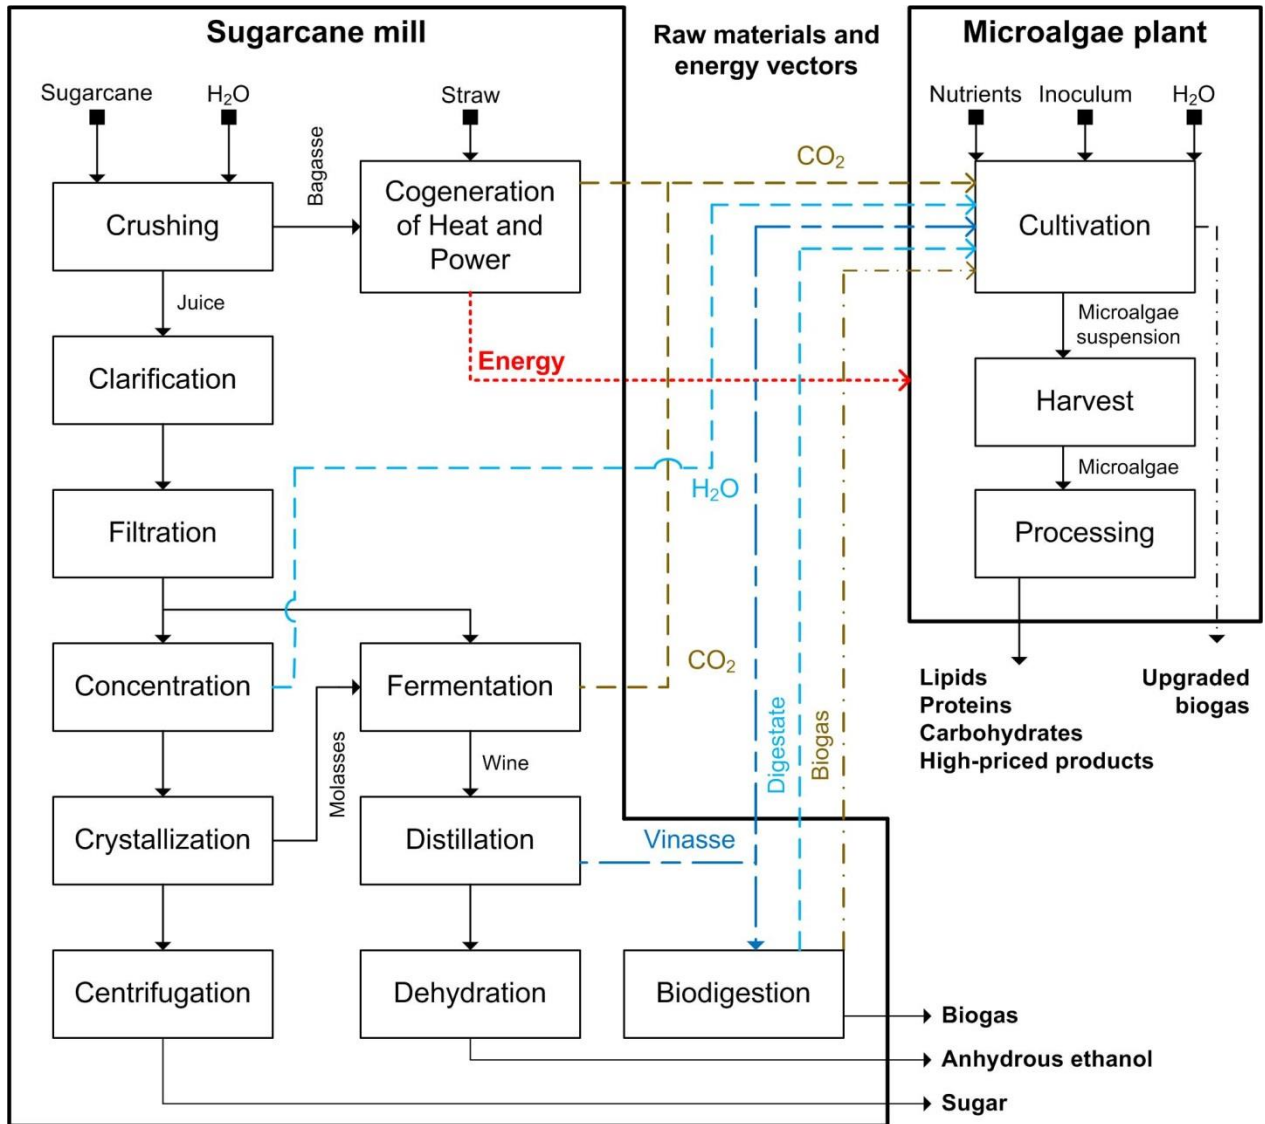 Sugarcane mill
Raw materials and
energy vectors
Microalgae plant
Sugarcane
H₂O
Straw
Nutrients
Inoculum
H₂O
Bagasse
CO₂
Crushing
Cogeneration
of Heat and
Power
Cultivation
Juice
Microalgae
suspension
Energy
Clarification
Harvest
Microalgae
H₂O
Filtration
Processing
Concentration
Fermentation
CO₂
Lipids
Proteins
Carbohydrates
High-priced products
Upgraded
biogas
Molasses
Wine
Digestate
Biogas
Crystallization
Distillation
Vinasse
Centrifugation
Dehydration
Biodigestion
Biogas
Anhydrous ethanol
Sugar